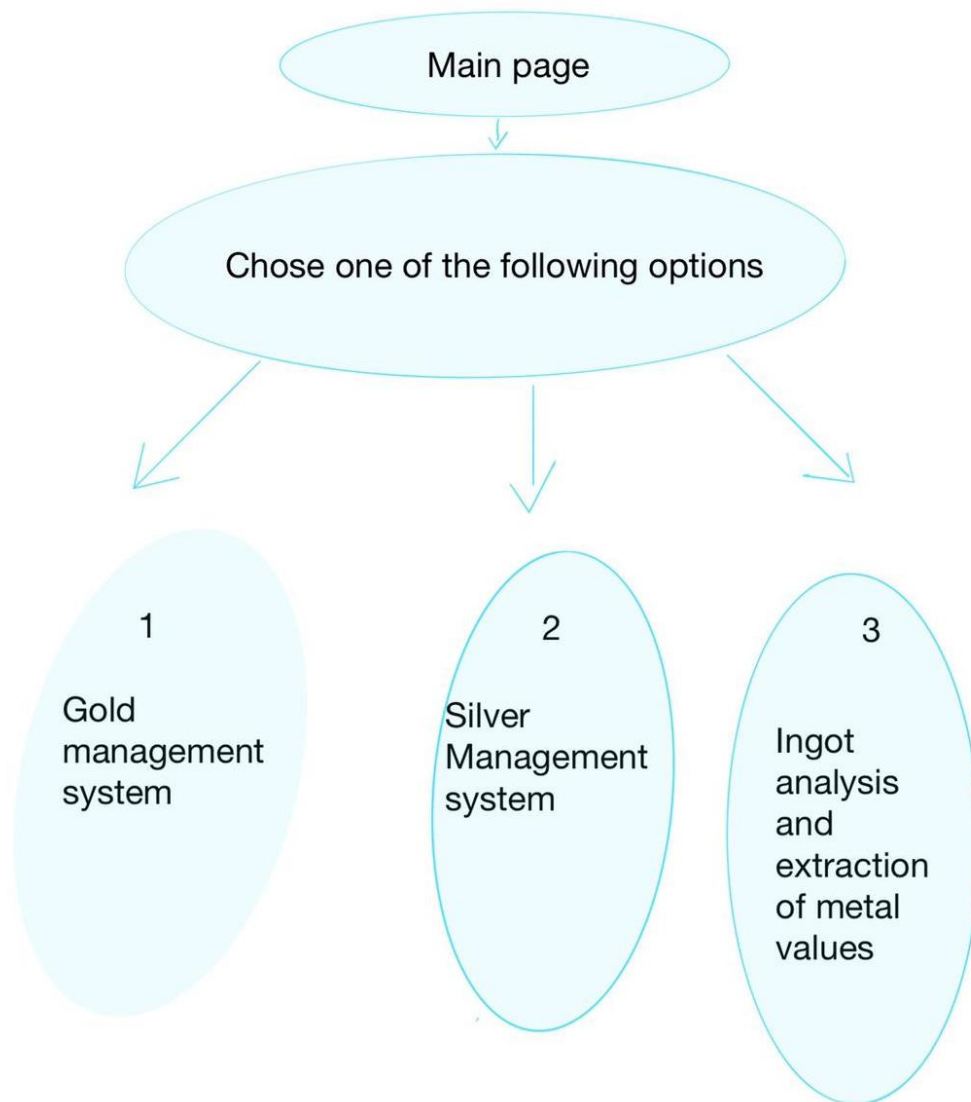 Main page
Chose one of the following options
1
Gold
management
system
2
Silver
Management
system
3
Ingot
analysis
and
extraction
of metal
values